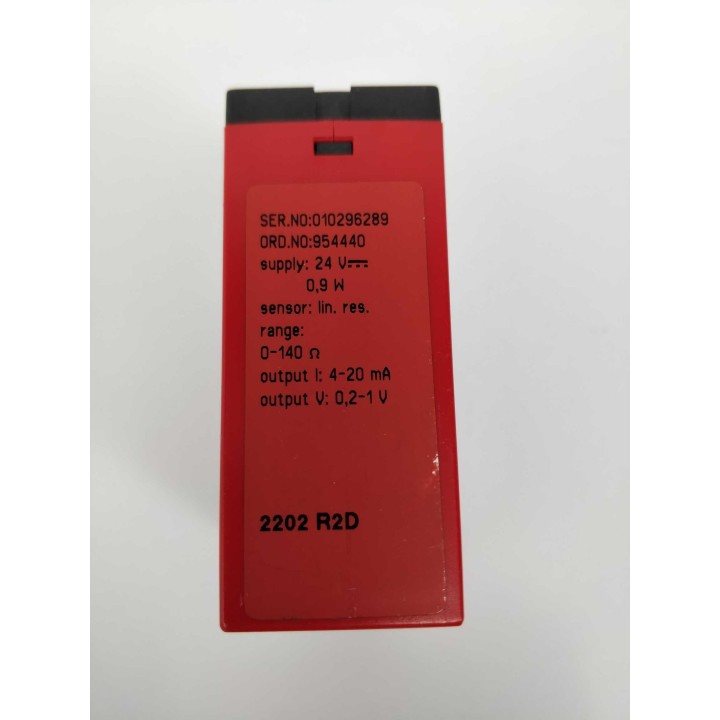 SER.NO:010296289
ORD.NO:954440
supply: 24 V⎓
0,9 W
sensor: lin. res.
range:
0-140 Ω
output I: 4-20 mA
output V: 0,2-1 V
2202 R2D